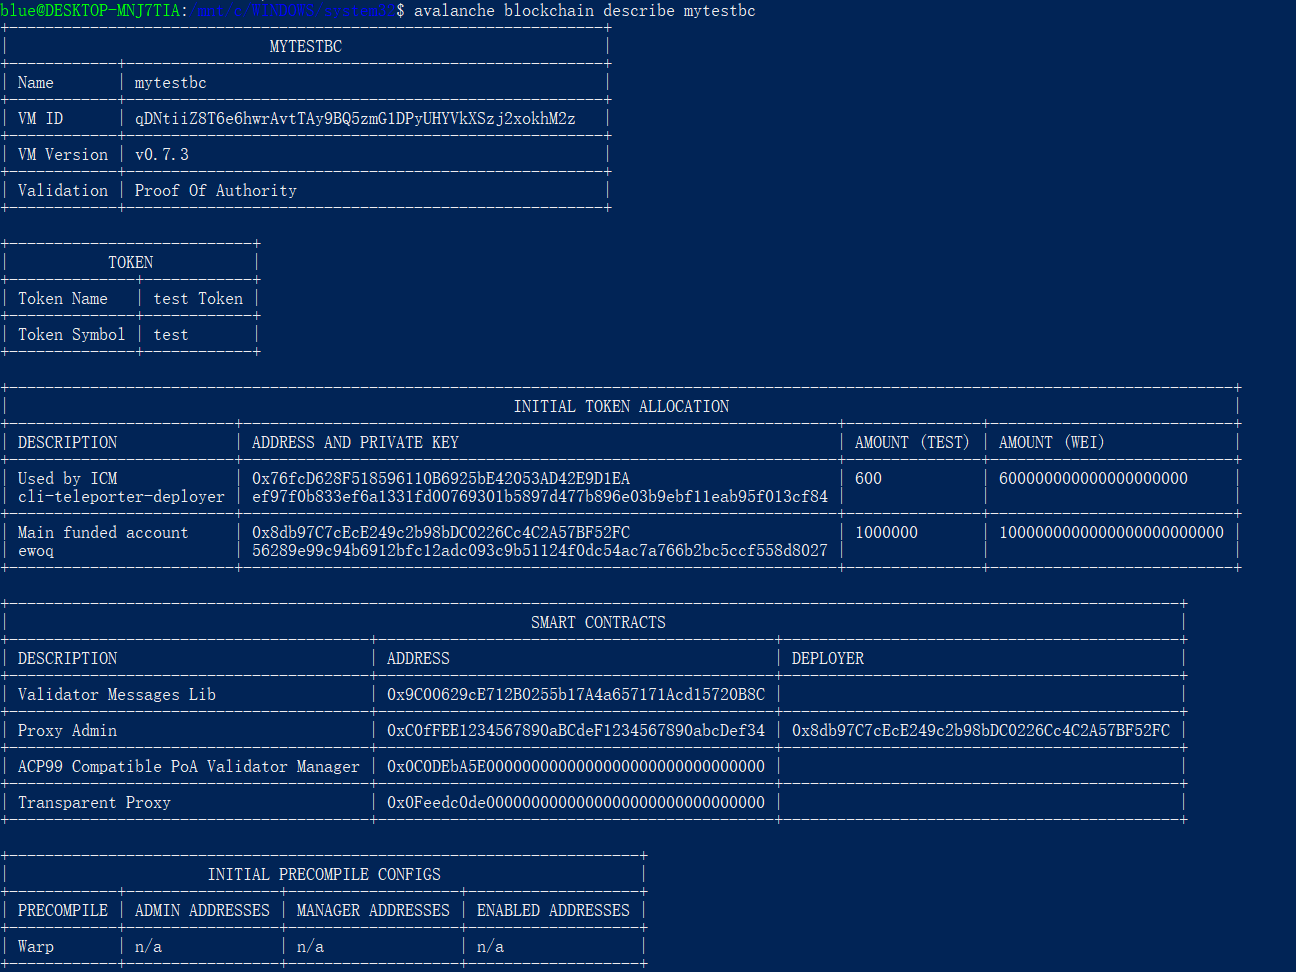 blue@DESKTOP-MNJ7TIA:/mnt/c/WINDOWS/system32$ avalanche blockchain describe mytestbc
MYTESTBC
Name mytestbc
VM ID qDNtiiZ8T6e6hwrAvtTAy9BQ5zmG1DPyUHYVkXSzj2xokhM2z
VM Version v0.7.3
Validation Proof Of Authority
TOKEN
Token Name test Token
Token Symbol test
INITIAL TOKEN ALLOCATION
DESCRIPTION ADDRESS AND PRIVATE KEY AMOUNT (TEST) AMOUNT (WEI)
Used by ICM 0x76fcD628F518596110B6925bE42053AD42E9D1EA 600 600000000000000000000
cli-teleporter-deployer ef97f0b833ef6a1331fd00769301b5897d477b896e03b9ebf11eab95f013cf84
Main funded account 0x8db97C7cEcE249c2b98bDC0226Cc4C2A57BF52FC 1000000 1000000000000000000000000
ewoq 56289e99c94b6912bfc12adc093c9b51124f0dc54ac7a766b2bc5ccf558d8027
SMART CONTRACTS
DESCRIPTION ADDRESS DEPLOYER
Validator Messages Lib 0x9C00629cE712B0255b17A4a657171Acd15720B8C
Proxy Admin 0xC0fFEE1234567890aBCdeF1234567890abcDef34 0x8db97C7cEcE249c2b98bDC0226Cc4C2A57BF52FC
ACP99 Compatible PoA Validator Manager 0x0C0DEbA5E0000000000000000000000000000000
Transparent Proxy 0x0Feedc0de0000000000000000000000000000000
INITIAL PRECOMPILE CONFIGS
PRECOMPILE ADMIN ADDRESSES MANAGER ADDRESSES ENABLED ADDRESSES
Warp n/a n/a n/a